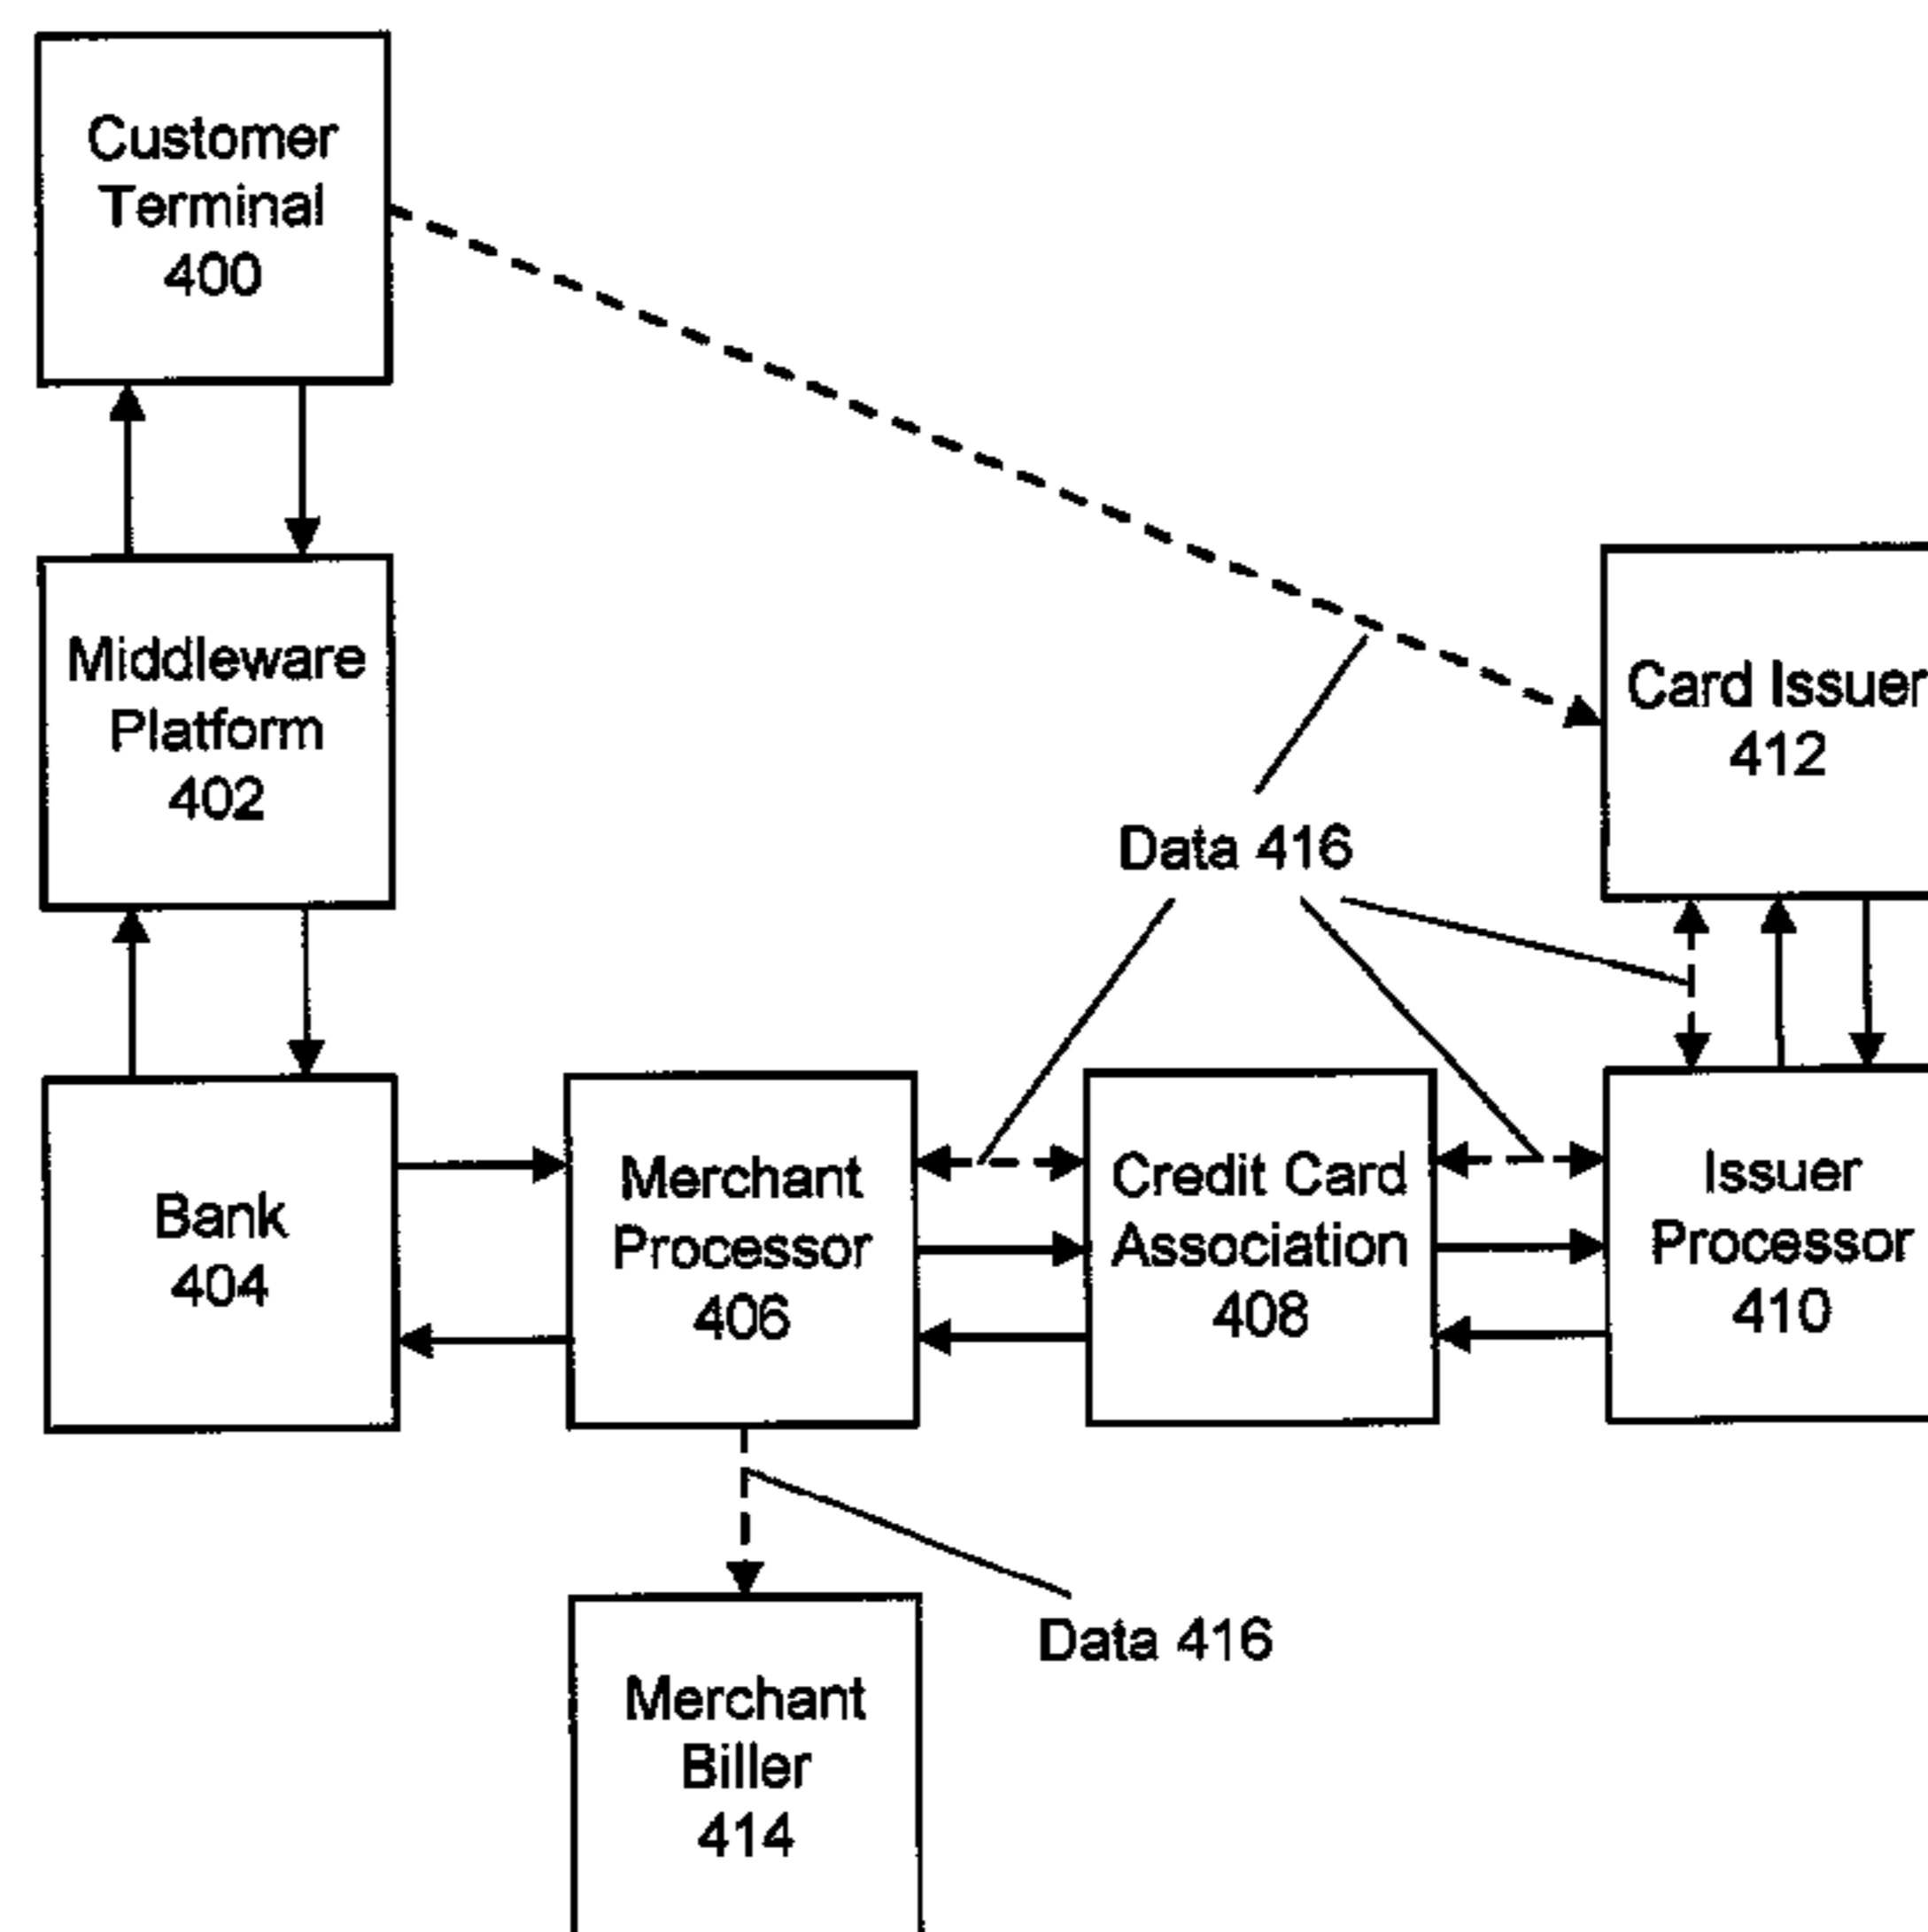 Customer
Terminal
400
Middleware
Platform
402
Card Issuer
412
Data 416
Bank
404
Merchant
Processor
406
Credit Card
Association
408
Issuer
Processor
410
Data 416
Merchant
Biller
414